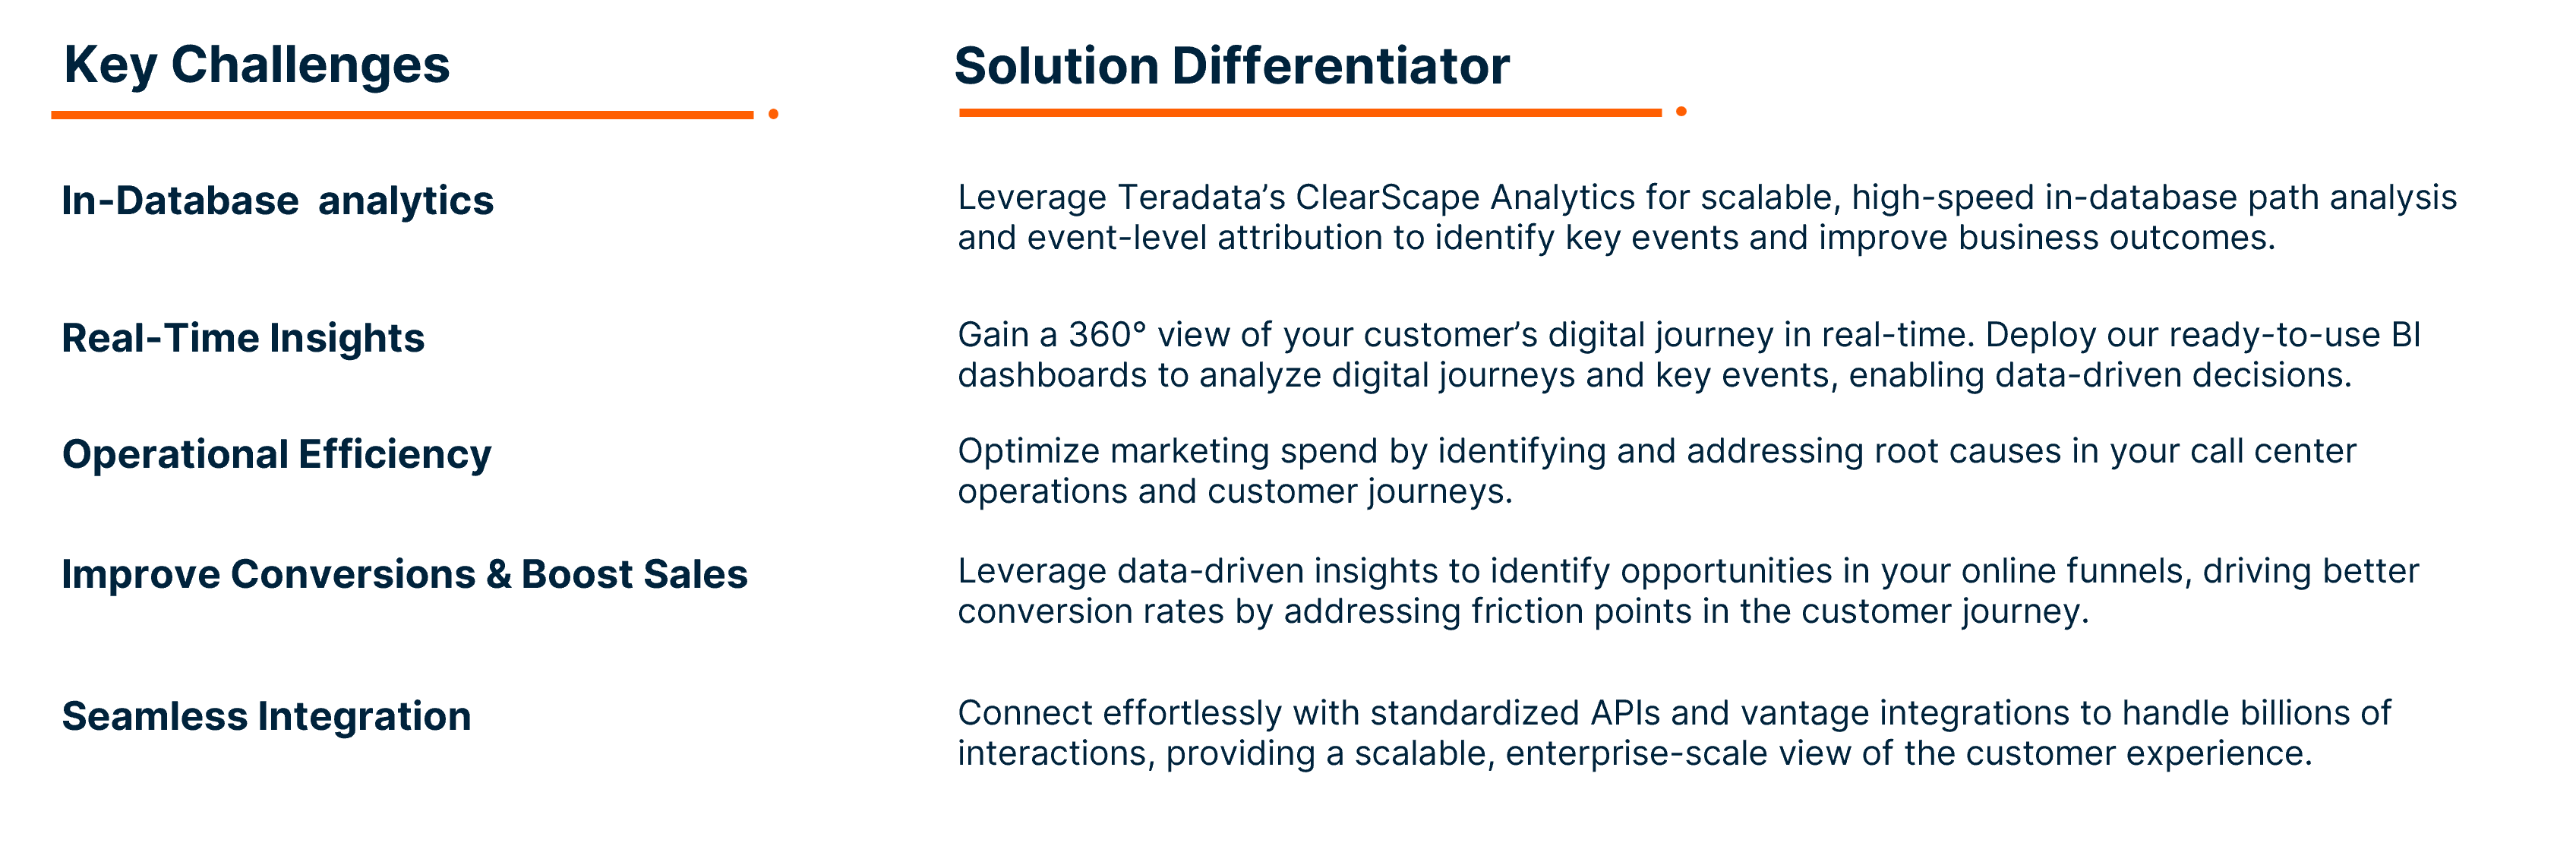 Key Challenges
Solution Differentiator
In-Database  analytics
Leverage Teradata’s ClearScape Analytics for scalable, high-speed in-database path analysis
and event-level attribution to identify key events and improve business outcomes.
Real-Time Insights
Gain a 360° view of your customer’s digital journey in real-time. Deploy our ready-to-use BI
dashboards to analyze digital journeys and key events, enabling data-driven decisions.
Operational Efficiency
Optimize marketing spend by identifying and addressing root causes in your call center
operations and customer journeys.
Improve Conversions & Boost Sales
Leverage data-driven insights to identify opportunities in your online funnels, driving better
conversion rates by addressing friction points in the customer journey.
Seamless Integration
Connect effortlessly with standardized APIs and vantage integrations to handle billions of
interactions, providing a scalable, enterprise-scale view of the customer experience.